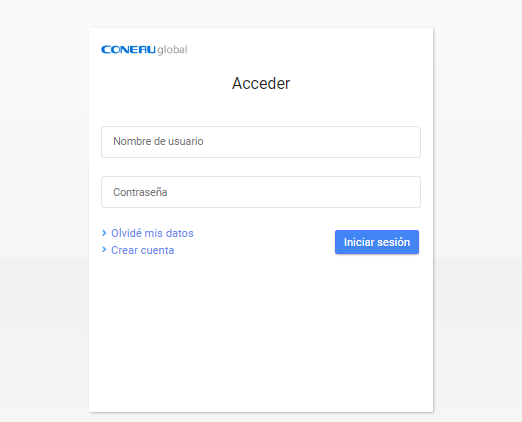 CONEAU global
Acceder
Nombre de usuario
Contraseña
Olvidé mis datos
Iniciar sesión
Crear cuenta